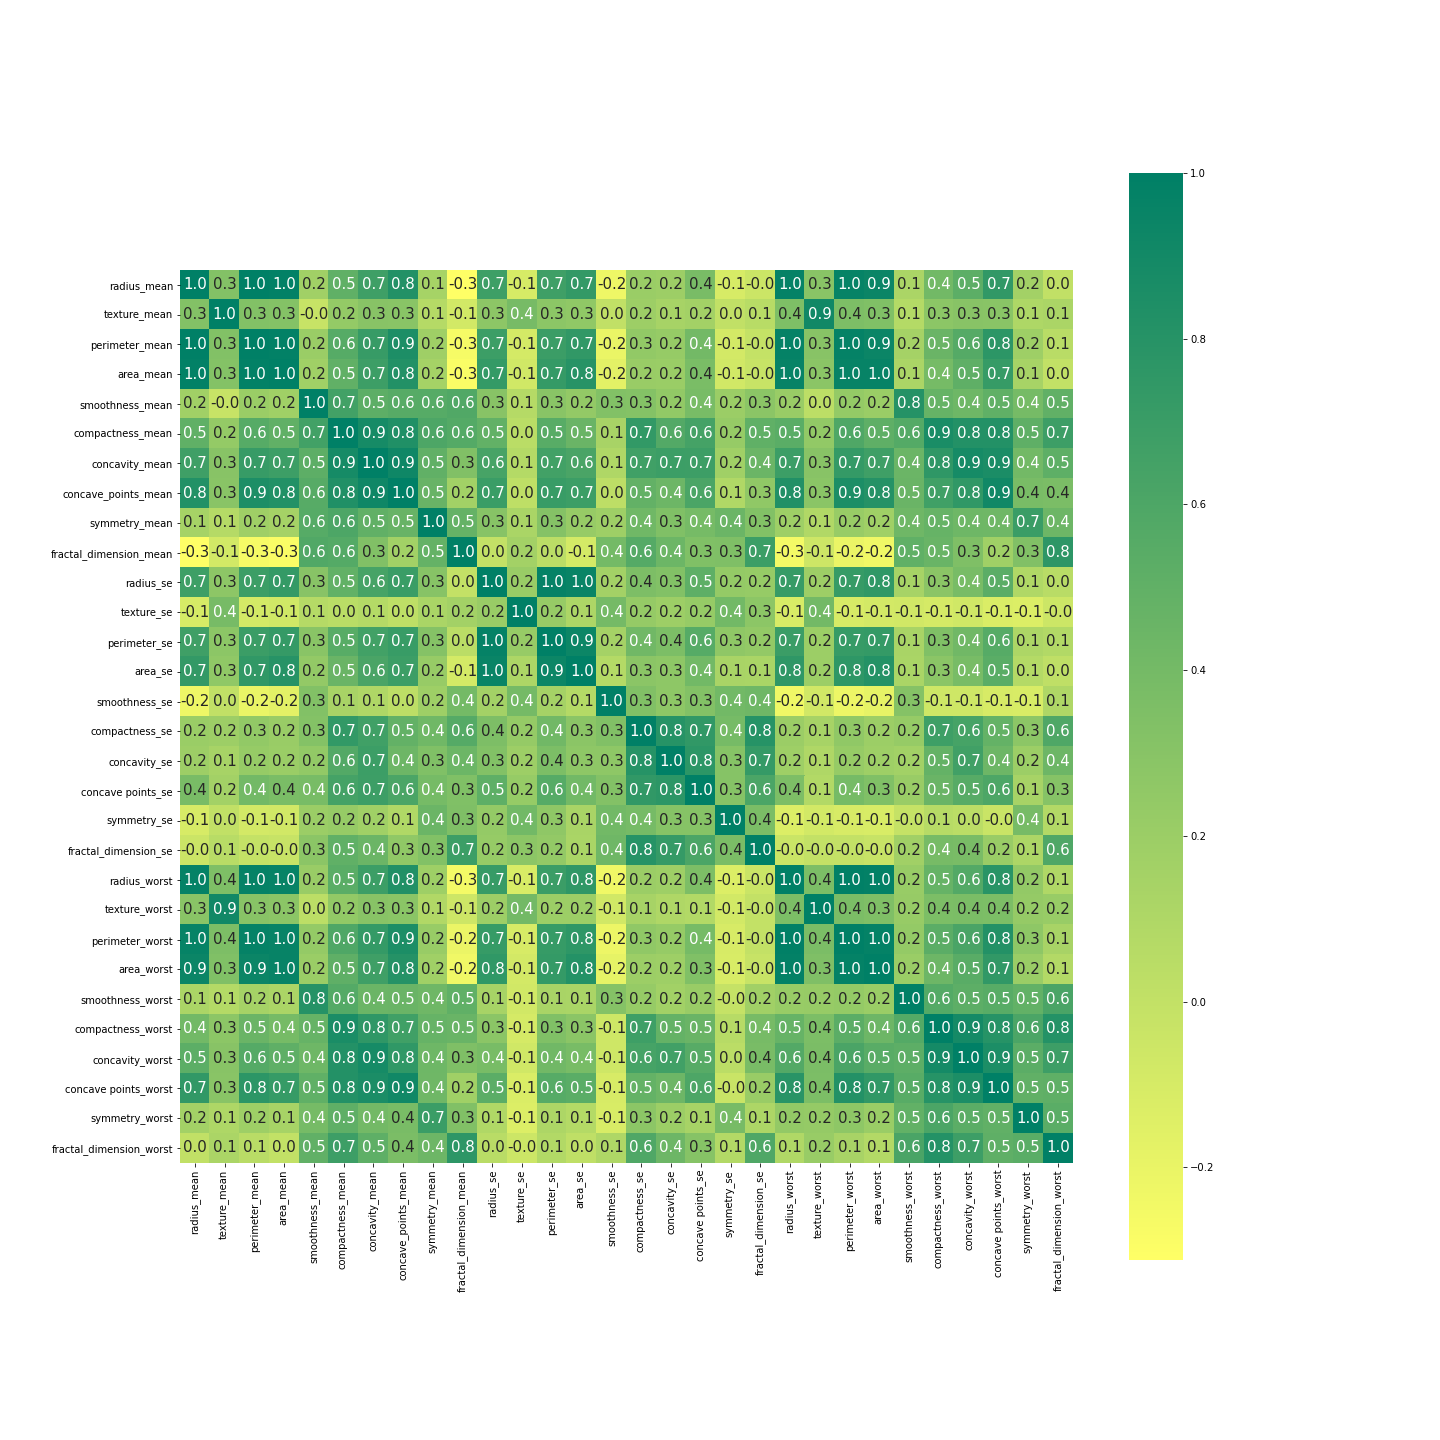 radius_mean 1.0 0.3 1.0 1.0 0.2 0.5 0.7 0.8 0.1 -0.3 0.7 -0.1 0.7 0.7 -0.2 0.2 0.2 0.4 -0.1 -0.0 1.0 0.3 1.0 0.9 0.1 0.4 0.5 0.7 0.2 0.0
texture_mean 0.3 1.0 0.3 0.3 -0.0 0.2 0.3 0.3 0.1 -0.1 0.3 0.4 0.3 0.3 0.0 0.2 0.1 0.2 0.0 0.1 0.4 0.9 0.4 0.3 0.1 0.3 0.3 0.3 0.1 0.1
perimeter_mean 1.0 0.3 1.0 1.0 0.2 0.6 0.7 0.9 0.2 -0.3 0.7 -0.1 0.7 0.7 -0.2 0.3 0.2 0.4 -0.1 -0.0 1.0 0.3 1.0 0.9 0.2 0.5 0.6 0.8 0.2 0.1
area_mean 1.0 0.3 1.0 1.0 0.2 0.5 0.7 0.8 0.2 -0.3 0.7 -0.1 0.7 0.8 -0.2 0.2 0.2 0.4 -0.1 -0.0 1.0 0.3 1.0 1.0 0.1 0.4 0.5 0.7 0.1 0.0
smoothness_mean 0.2 -0.0 0.2 0.2 1.0 0.7 0.5 0.6 0.6 0.6 0.3 0.1 0.3 0.2 0.3 0.3 0.2 0.4 0.2 0.3 0.2 0.0 0.2 0.2 0.8 0.5 0.4 0.5 0.4 0.5
compactness_mean 0.5 0.2 0.6 0.5 0.7 1.0 0.9 0.8 0.6 0.6 0.5 0.0 0.5 0.5 0.1 0.7 0.6 0.6 0.2 0.5 0.5 0.2 0.6 0.5 0.6 0.9 0.8 0.8 0.5 0.7
concavity_mean 0.7 0.3 0.7 0.7 0.5 0.9 1.0 0.9 0.5 0.3 0.6 0.1 0.7 0.6 0.1 0.7 0.7 0.7 0.2 0.4 0.7 0.3 0.7 0.7 0.4 0.8 0.9 0.9 0.4 0.5
concave_points_mean 0.8 0.3 0.9 0.8 0.6 0.8 0.9 1.0 0.5 0.2 0.7 0.0 0.7 0.7 0.0 0.5 0.4 0.6 0.1 0.3 0.8 0.3 0.9 0.8 0.5 0.7 0.8 0.9 0.4 0.4
symmetry_mean 0.1 0.1 0.2 0.2 0.6 0.6 0.5 0.5 1.0 0.5 0.3 0.1 0.3 0.2 0.2 0.4 0.3 0.4 0.4 0.3 0.2 0.1 0.2 0.2 0.4 0.5 0.4 0.4 0.7 0.4
fractal_dimension_mean -0.3 -0.1 -0.3 -0.3 0.6 0.6 0.3 0.2 0.5 1.0 0.0 0.2 0.0 -0.1 0.4 0.6 0.4 0.3 0.3 0.7 -0.3 -0.1 -0.2 -0.2 0.5 0.5 0.3 0.2 0.3 0.8
radius_se 0.7 0.3 0.7 0.7 0.3 0.5 0.6 0.7 0.3 0.0 1.0 0.2 1.0 1.0 0.2 0.4 0.3 0.5 0.2 0.2 0.7 0.2 0.7 0.8 0.1 0.3 0.4 0.5 0.1 0.0
texture_se -0.1 0.4 -0.1 -0.1 0.1 0.0 0.1 0.0 0.1 0.2 0.2 1.0 0.2 0.1 0.4 0.2 0.2 0.2 0.4 0.3 -0.1 0.4 -0.1 -0.1 -0.1 -0.1 -0.1 -0.1 -0.1 -0.0
perimeter_se 0.7 0.3 0.7 0.7 0.3 0.5 0.7 0.7 0.3 0.0 1.0 0.2 1.0 0.9 0.2 0.4 0.4 0.6 0.3 0.2 0.7 0.2 0.7 0.7 0.1 0.3 0.4 0.6 0.1 0.1
area_se 0.7 0.3 0.7 0.8 0.2 0.5 0.6 0.7 0.2 -0.1 1.0 0.1 0.9 1.0 0.1 0.3 0.3 0.4 0.1 0.1 0.8 0.2 0.8 0.8 0.1 0.3 0.4 0.5 0.1 0.0
smoothness_se -0.2 0.0 -0.2 -0.2 0.3 0.1 0.1 0.0 0.2 0.4 0.2 0.4 0.2 0.1 1.0 0.3 0.3 0.3 0.4 0.4 -0.2 -0.1 -0.2 -0.2 0.3 -0.1 -0.1 -0.1 -0.1 0.1
compactness_se 0.2 0.2 0.3 0.2 0.3 0.7 0.7 0.5 0.4 0.6 0.4 0.2 0.4 0.3 0.3 1.0 0.8 0.7 0.4 0.8 0.2 0.1 0.3 0.2 0.2 0.7 0.6 0.5 0.3 0.6
concavity_se 0.2 0.1 0.2 0.2 0.2 0.6 0.7 0.4 0.3 0.4 0.3 0.2 0.4 0.3 0.3 0.8 1.0 0.8 0.3 0.7 0.2 0.1 0.2 0.2 0.2 0.5 0.7 0.4 0.2 0.4
concave points_se 0.4 0.2 0.4 0.4 0.4 0.6 0.7 0.6 0.4 0.3 0.5 0.2 0.6 0.4 0.3 0.7 0.8 1.0 0.3 0.6 0.4 0.1 0.4 0.3 0.2 0.5 0.5 0.6 0.1 0.3
symmetry_se -0.1 0.0 -0.1 -0.1 0.2 0.2 0.2 0.1 0.4 0.3 0.2 0.4 0.3 0.1 0.4 0.4 0.3 0.3 1.0 0.4 -0.1 -0.1 -0.1 -0.1 -0.0 0.1 0.0 -0.0 0.4 0.1
fractal_dimension_se -0.0 0.1 -0.0 -0.0 0.3 0.5 0.4 0.3 0.3 0.7 0.2 0.3 0.2 0.1 0.4 0.8 0.7 0.6 0.4 1.0 -0.0 -0.0 -0.0 -0.0 0.2 0.4 0.4 0.2 0.1 0.6
radius_worst 1.0 0.4 1.0 1.0 0.2 0.5 0.7 0.8 0.2 -0.3 0.7 -0.1 0.7 0.8 -0.2 0.2 0.2 0.4 -0.1 -0.0 1.0 0.4 1.0 1.0 0.2 0.5 0.6 0.8 0.2 0.1
texture_worst 0.3 0.9 0.3 0.3 0.0 0.2 0.3 0.3 0.1 -0.1 0.2 0.4 0.2 0.2 -0.1 0.1 0.1 0.1 -0.1 -0.0 0.4 1.0 0.4 0.3 0.2 0.4 0.4 0.4 0.2 0.2
perimeter_worst 1.0 0.4 1.0 1.0 0.2 0.6 0.7 0.9 0.2 -0.2 0.7 -0.1 0.7 0.8 -0.2 0.3 0.2 0.4 -0.1 -0.0 1.0 0.4 1.0 1.0 0.2 0.5 0.6 0.8 0.3 0.1
area_worst 0.9 0.3 0.9 1.0 0.2 0.5 0.7 0.8 0.2 -0.2 0.8 -0.1 0.7 0.8 -0.2 0.2 0.2 0.3 -0.1 -0.0 1.0 0.3 1.0 1.0 0.2 0.4 0.5 0.7 0.2 0.1
smoothness_worst 0.1 0.1 0.2 0.1 0.8 0.6 0.4 0.5 0.4 0.5 0.1 -0.1 0.1 0.1 0.3 0.2 0.2 0.2 -0.0 0.2 0.2 0.2 0.2 0.2 1.0 0.6 0.5 0.5 0.5 0.6
compactness_worst 0.4 0.3 0.5 0.4 0.5 0.9 0.8 0.7 0.5 0.5 0.3 -0.1 0.3 0.3 -0.1 0.7 0.5 0.5 0.1 0.4 0.5 0.4 0.5 0.4 0.6 1.0 0.9 0.8 0.6 0.8
concavity_worst 0.5 0.3 0.6 0.5 0.4 0.8 0.9 0.8 0.4 0.3 0.4 -0.1 0.4 0.4 -0.1 0.6 0.7 0.5 0.0 0.4 0.6 0.4 0.6 0.5 0.5 0.9 1.0 0.9 0.5 0.7
concave points_worst 0.7 0.3 0.8 0.7 0.5 0.8 0.9 0.9 0.4 0.2 0.5 -0.1 0.6 0.5 -0.1 0.5 0.4 0.6 -0.0 0.2 0.8 0.4 0.8 0.7 0.5 0.8 0.9 1.0 0.5 0.5
symmetry_worst 0.2 0.1 0.2 0.1 0.4 0.5 0.4 0.4 0.7 0.3 0.1 -0.1 0.1 0.1 -0.1 0.3 0.2 0.1 0.4 0.1 0.2 0.2 0.3 0.2 0.5 0.6 0.5 0.5 1.0 0.5
fractal_dimension_worst 0.0 0.1 0.1 0.0 0.5 0.7 0.5 0.4 0.4 0.8 0.0 -0.0 0.1 0.0 0.1 0.6 0.4 0.3 0.1 0.6 0.1 0.2 0.1 0.1 0.6 0.8 0.7 0.5 0.5 1.0
radius_mean
texture_mean
perimeter_mean
area_mean
smoothness_mean
compactness_mean
concavity_mean
concave_points_mean
symmetry_mean
fractal_dimension_mean
radius_se
texture_se
perimeter_se
area_se
smoothness_se
compactness_se
concavity_se
concave points_se
symmetry_se
fractal_dimension_se
radius_worst
texture_worst
perimeter_worst
area_worst
smoothness_worst
compactness_worst
concavity_worst
concave points_worst
symmetry_worst
fractal_dimension_worst
1.0
0.8
0.6
0.4
0.2
0.0
-0.2